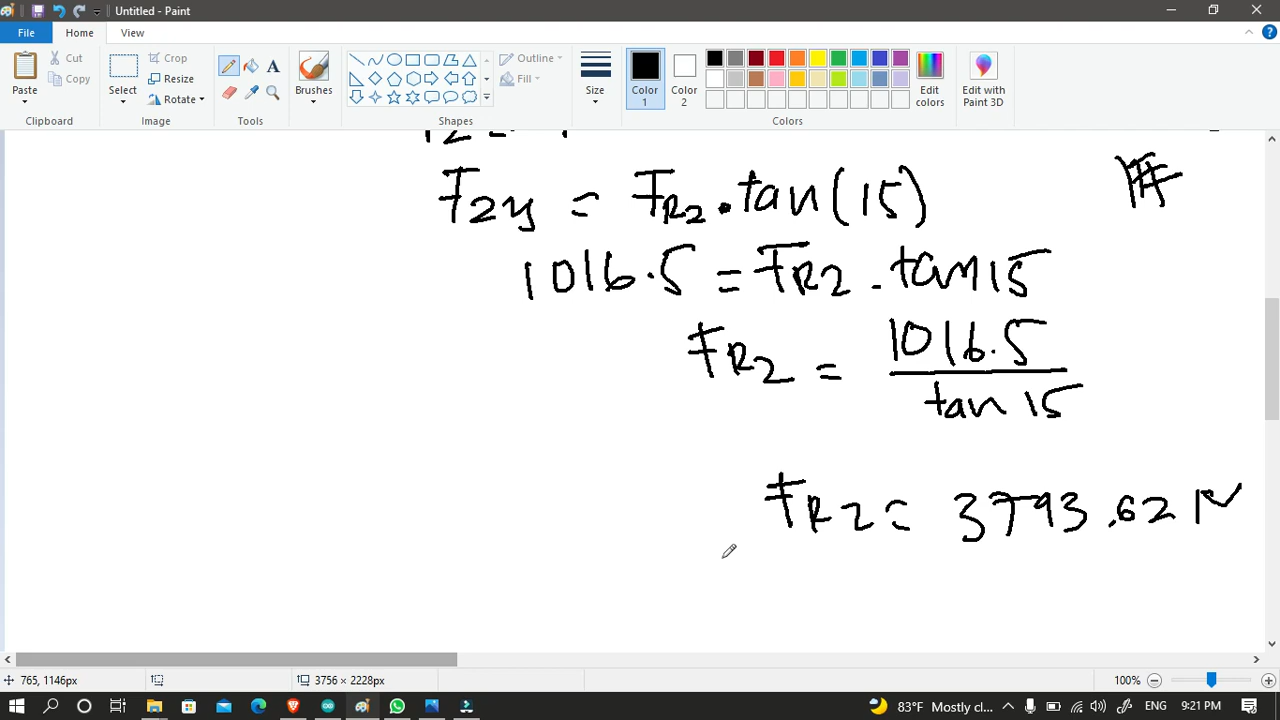 Untitled - Paint
File Home View
Paste Cut Copy Clipboard
Select Crop Resize Rotate Image
Tools
Brushes
Outline Fill Shapes
Size
Color 1 Color 2 Edit colors Colors
Edit with Paint 3D
F2y = FR2 . tan(15)
1016.5 = FR2 . tan15
FR2 = 1016.5
tan 15
FR2 = 3793.62 N
765, 1146px 3756 × 2228px 100%
83°F Mostly cl... ENG 9:21 PM